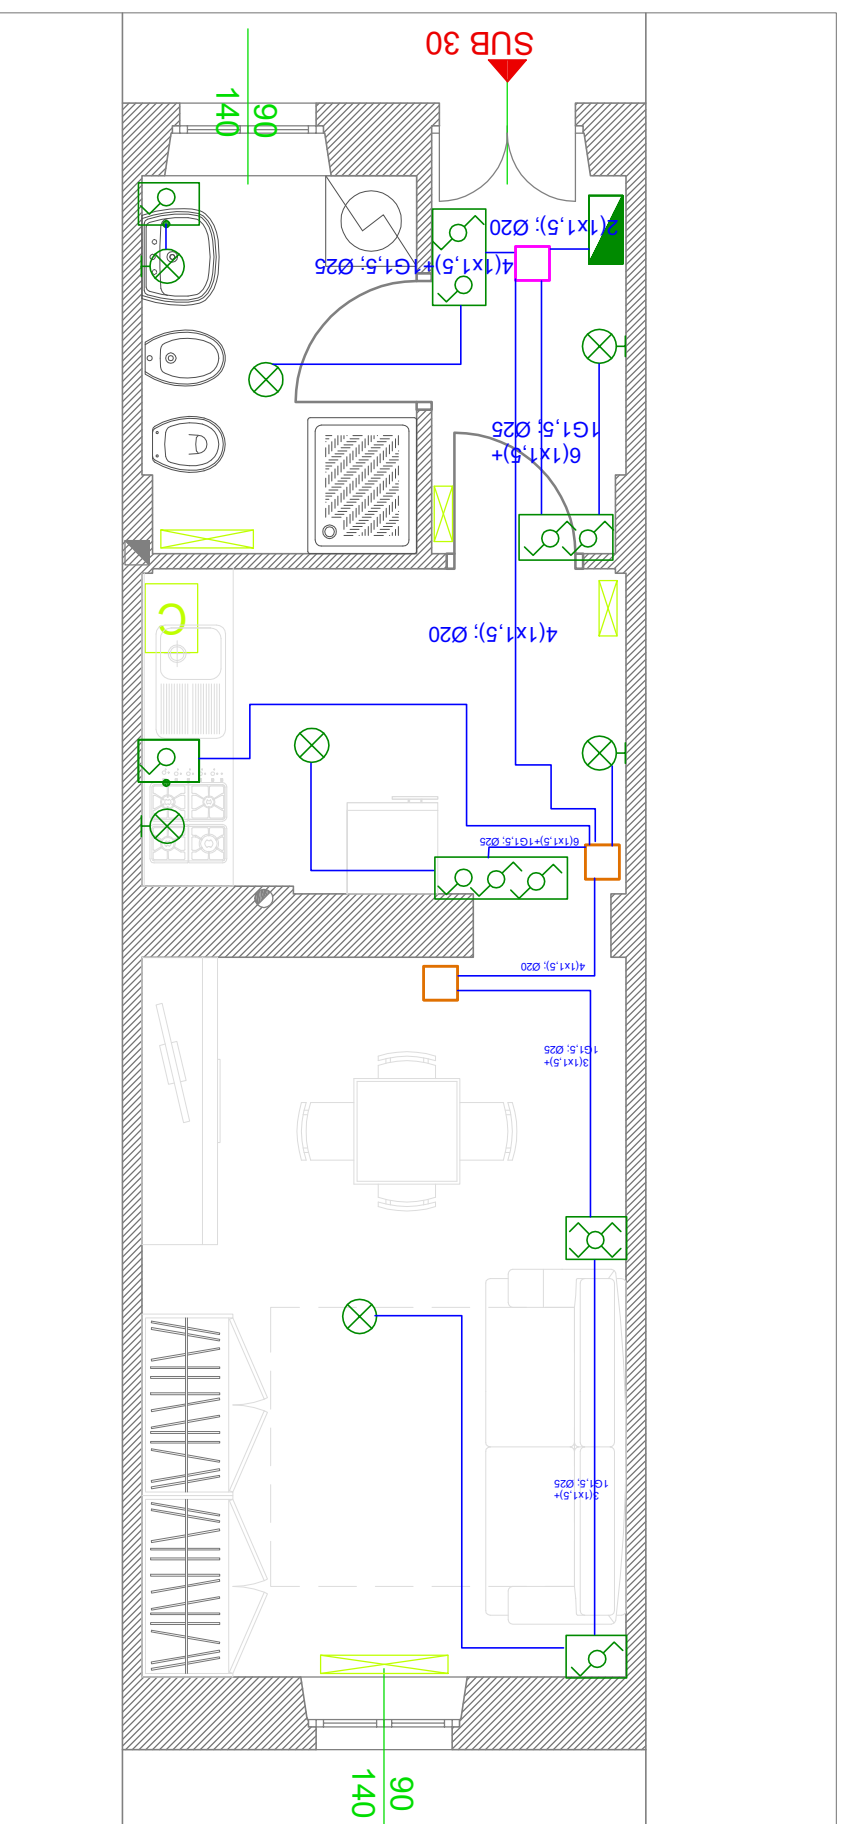 SUB 30
90
140
2(1x1,5); Ø20
4(1x1,5)+1G1,5; Ø25
6(1x1,5)+
1G1,5; Ø25
C
4(1x1,5); Ø20
6(1x1,5)+1G1,5; Ø25
4(1x1,5); Ø20
3(1x1,5)+
1G1,5; Ø25
3(1x1,5)+
1G1,5; Ø25
90
140